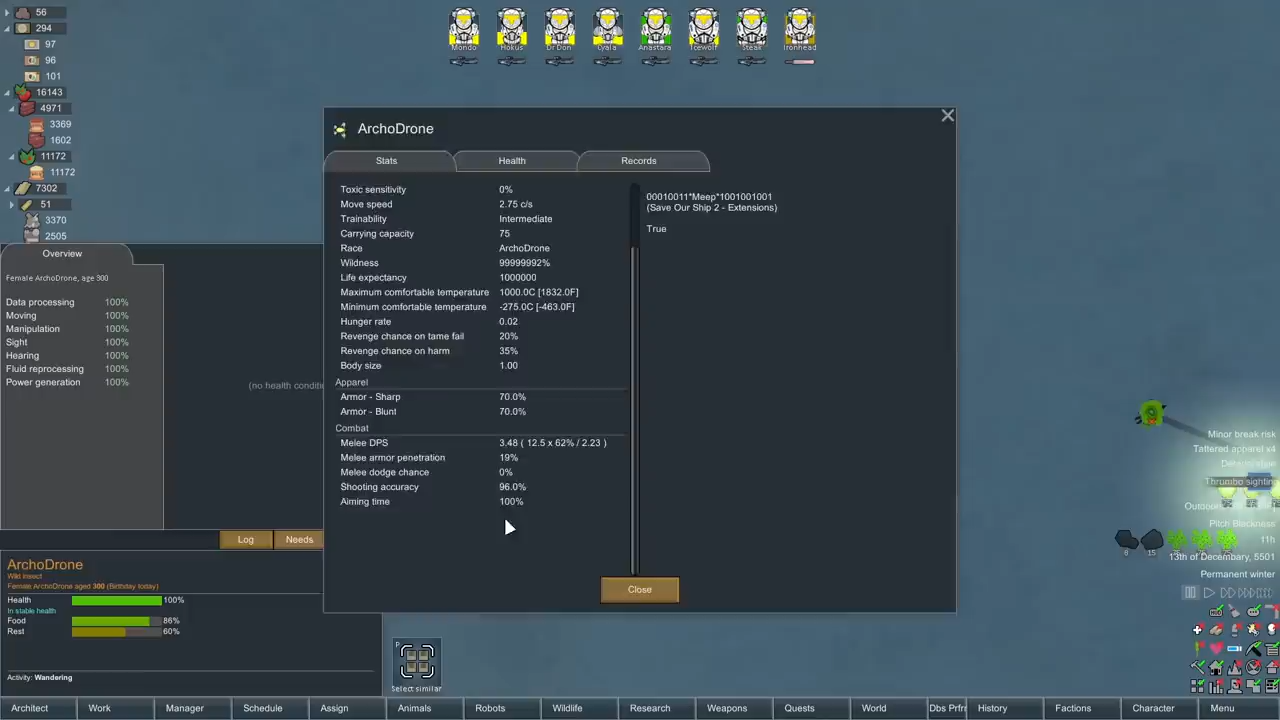 56
294
97
96
101
16143
4971
3369
1602
11172
11172
7302
51
3370
2505
Mondo Hokus Dr Don Cyala Anastara Icewolf Steak Ironhead
ArchoDrone
Stats Health Records
Toxic sensitivity 0%
Move speed 2.75 c/s
Trainability Intermediate
Carrying capacity 75
Race ArchoDrone
Wildness 99999992%
Life expectancy 1000000
Maximum comfortable temperature 1000.0C [1832.0F]
Minimum comfortable temperature -275.0C [-463.0F]
Hunger rate 0.02
Revenge chance on tame fail 20%
Revenge chance on harm 35%
Body size 1.00
Apparel
Armor - Sharp 70.0%
Armor - Blunt 70.0%
Combat
Melee DPS 3.48 ( 12.5 x 62% / 2.23 )
Melee armor penetration 19%
Melee dodge chance 0%
Shooting accuracy 96.0%
Aiming time 100%
00010011*Meep*1001001001
(Save Our Ship 2 - Extensions)
True
Close
Overview
Female ArchoDrone, age 300
Data processing 100%
Moving 100%
Manipulation 100%
Sight 100%
Hearing 100%
Fluid reprocessing 100%
Power generation 100%
(no health conditi
Log Needs
ArchoDrone
Wild insect
Female ArchoDrone aged 300 (Birthday today)
Health 100%
In stable health
Food 86%
Rest 60%
Activity: Wandering
Select similar
Minor break risk
Tattered apparel x4
Thrumbo sighting
Pitch Blackness
8 15
11h
13th of Decembary, 5501
Permanent winter
Architect Work Manager Schedule Assign Animals Robots Wildlife Research Weapons Quests World Dbs Prfrm History Factions Character Menu